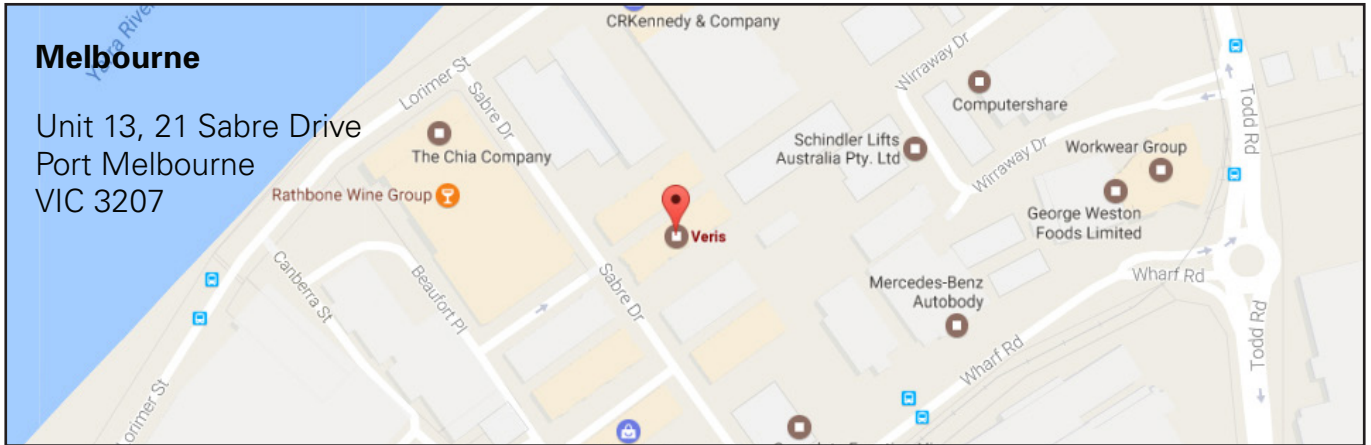 Melbourne
Unit 13, 21 Sabre Drive
Port Melbourne
VIC 3207
Yarra River
CRKennedy & Company
Lorimer St
Sabre Dr
The Chia Company
Rathbone Wine Group
Wirraway Dr
Computershare
Schindler Lifts
Australia Pty. Ltd
Wirraway Dr
Workwear Group
Todd Rd
George Weston
Foods Limited
Veris
Canberra St
Beaufort Pl
Sabre Dr
Mercedes-Benz
Autobody
Wharf Rd
Wharf Rd
Todd Rd
Lorimer St